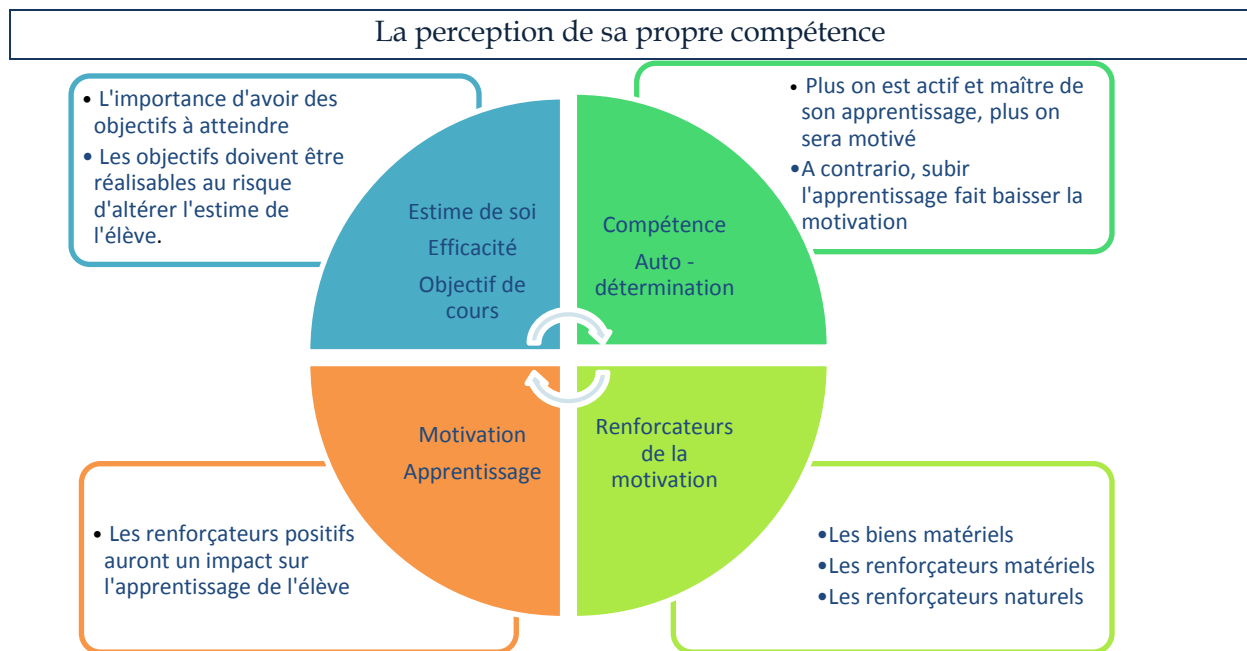 La perception de sa propre compétence
• L'importance d'avoir des
objectifs à atteindre
• Les objectifs doivent être
réalisables au risque
d'altérer l'estime de
l'élève.
Estime de soi
Efficacité
Objectif de
cours
Compétence
Auto -
détermination
• Plus on est actif et maître de
son apprentissage, plus on
sera motivé
•A contrario, subir
l'apprentissage fait baisser la
motivation
• Les renforçateurs positifs
auront un impact sur
l'apprentissage de l'élève
Motivation
Apprentissage
Renforcateurs
de la
motivation
•Les biens matériels
•Les renforçateurs matériels
•Les renforçateurs naturels